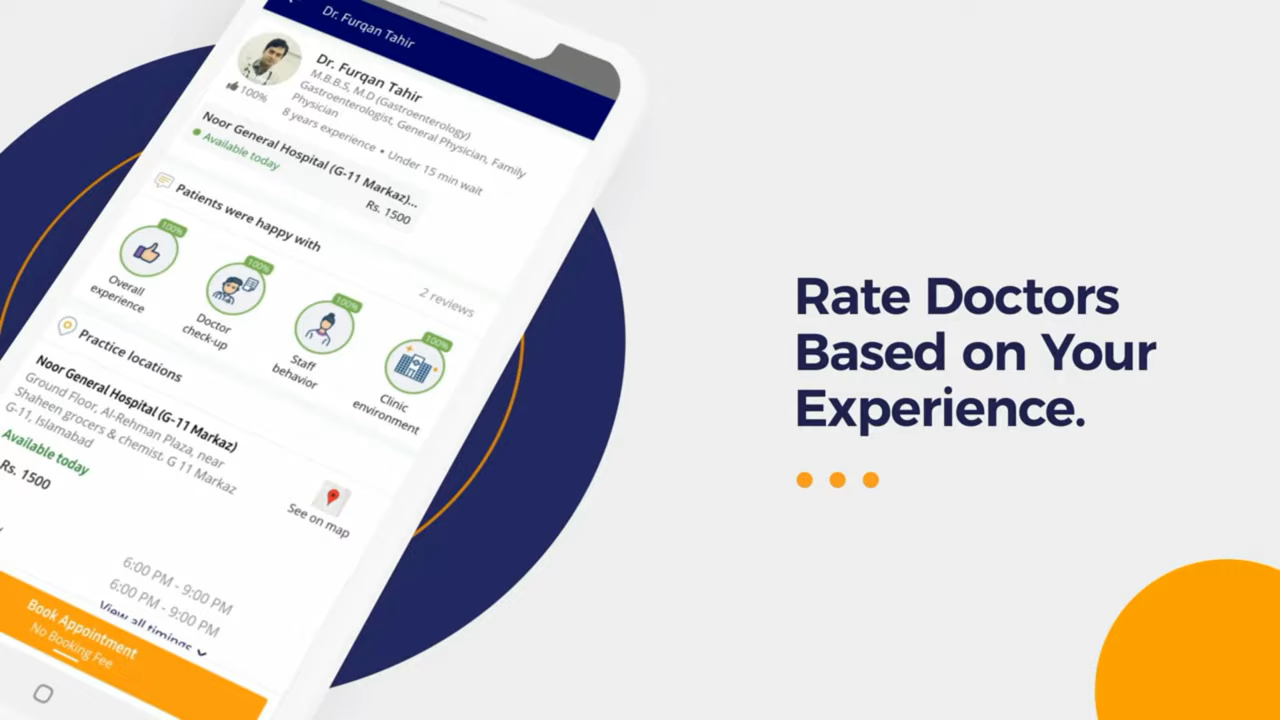 Dr. Furqan Tahir
Dr. Furqan Tahir
M.B.B.S, M.D (Gastroenterology)
Gastroenterologist, General Physician, Family
Physician
8 years experience • Under 15 min wait
100%
Noor General Hospital (G-11 Markaz)...
Available today
Rs. 1500
Patients were happy with
2 reviews
100%
Overall
experience
100%
Doctor
check-up
100%
Staff
behavior
100%
Clinic
environment
Practice locations
Noor General Hospital (G-11 Markaz)
Ground Floor, Al-Rehman Plaza, near
Shaheen grocers & chemist. G 11 Markaz
G-11, Islamabad
Available today
Rs. 1500
See on map
6:00 PM - 9:00 PM
6:00 PM - 9:00 PM
View all timings
Book Appointment
No Booking Fee
Rate Doctors
Based on Your
Experience.